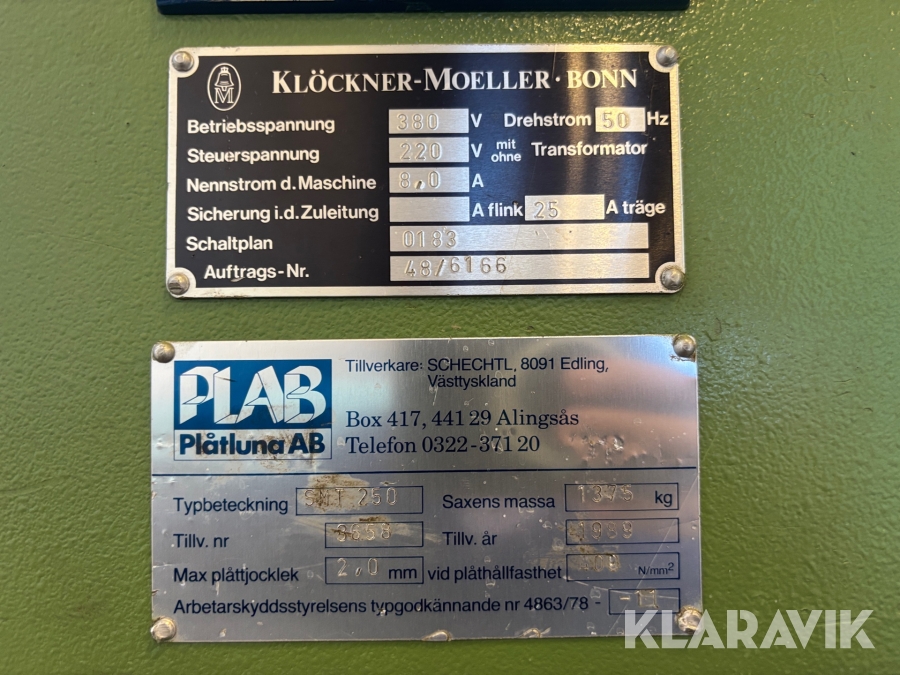 M
KLÖCKNER-MOELLER · BONN
Betriebsspannung 380 V Drehstrom 50 Hz
Steuerspannung 220 V mit ohne Transformator
Nennstrom d. Maschine 8,0 A
Sicherung i.d. Zuleitung A flink 25 A träge
Schaltplan 0183
Auftrags-Nr. 48/6166
PLAB
Plåtluna AB
Tillverkare: SCHECHTL, 8091 Edling,
Västtyskland
Box 417, 441 29 Alingsås
Telefon 0322-371 20
Typbeteckning 250 Saxens massa 1375 kg
Tillv. nr Tillv. år
Max plåttjocklek 2,0 mm vid plåthållfasthet N/mm²
Arbetarskyddsstyrelsens typgodkännande nr 4863/78 - -11
KLARAVIK